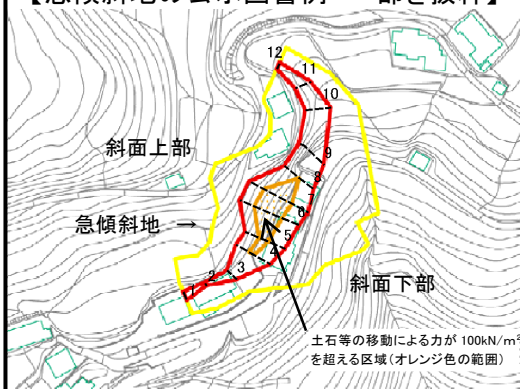 【急傾斜地の公示図書例 一部を抜粋】
12
11
10
斜面上部
9
8
7
急傾斜地 →
6
5
斜面下部
4
3
2
1
土石等の移動による力が 100kN/㎡
を超える区域(オレンジ色の範囲)